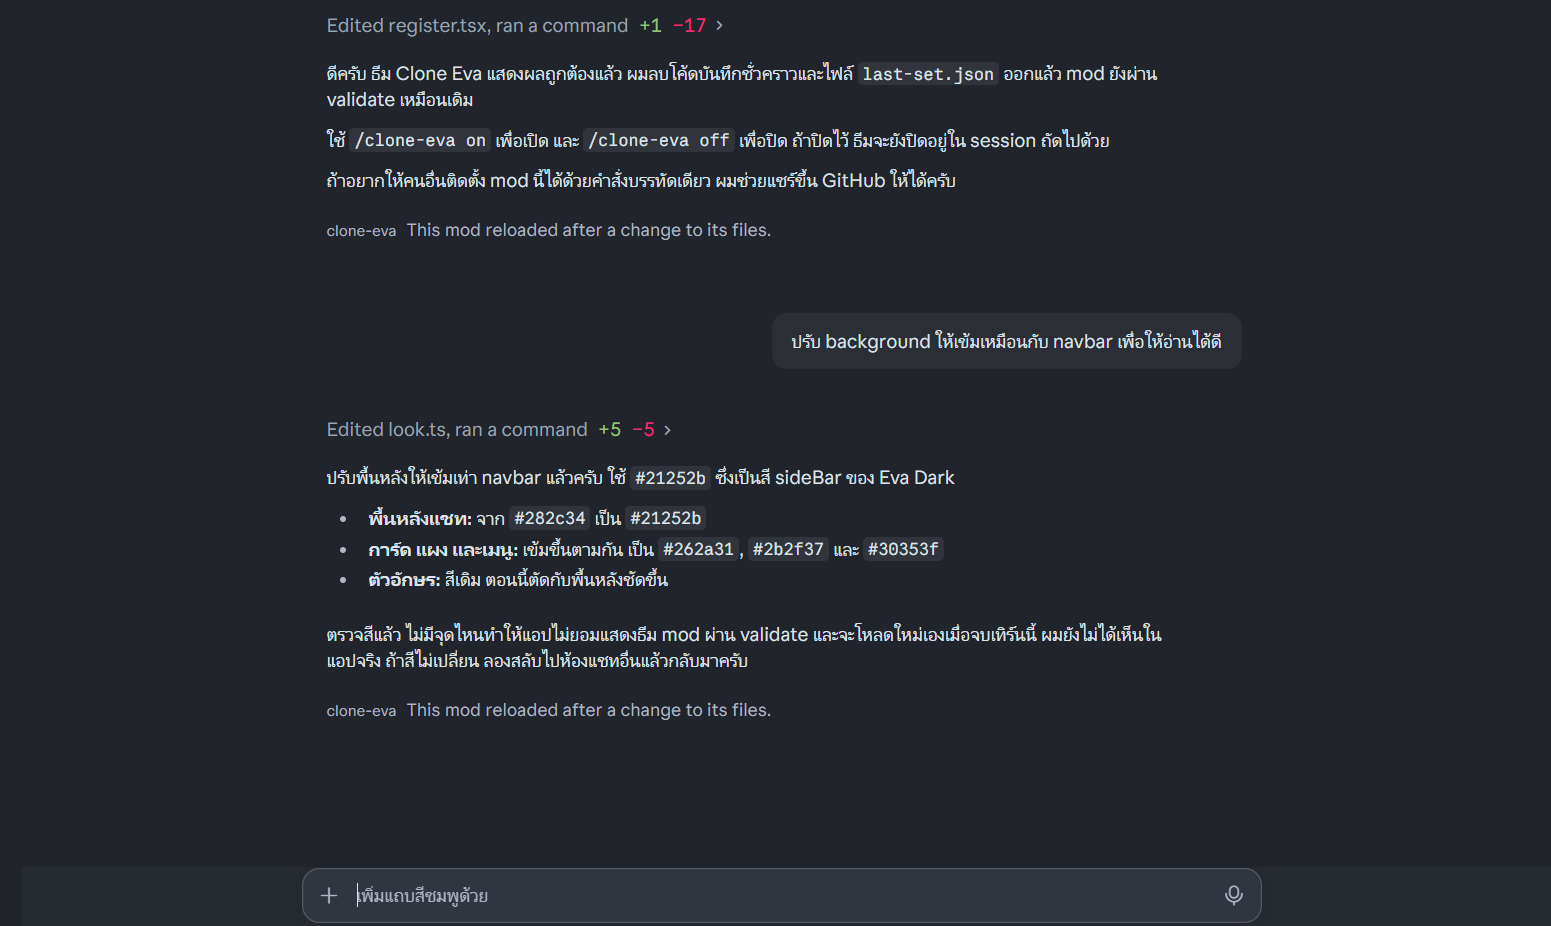 Edited register.tsx, ran a command +1 −17 >
ดีครับ ธีม Clone Eva แสดงผลถูกต้องแล้ว ผมลบโค้ดบันทึกชั่วคราวและไฟล์ last-set.json ออกแล้ว mod ยังผ่าน
validate เหมือนเดิม
ใช้ /clone-eva on เพื่อเปิด และ /clone-eva off เพื่อปิด ถ้าปิดไว้ ธีมจะยังปิดอยู่ใน session ถัดไปด้วย
ถ้าอยากให้คนอื่นติดตั้ง mod นี้ได้ด้วยคำสั่งบรรทัดเดียว ผมช่วยแชร์ขึ้น GitHub ให้ได้ครับ
clone-eva This mod reloaded after a change to its files.
ปรับ background ให้เข้มเหมือนกับ navbar เพื่อให้อ่านได้ดี
Edited look.ts, ran a command +5 −5 >
ปรับพื้นหลังให้เข้มเท่า navbar แล้วครับ ใช้ #21252b ซึ่งเป็นสี sideBar ของ Eva Dark
• พื้นหลังแชท: จาก #282c34 เป็น #21252b
• การ์ด แผง และเมนู: เข้มขึ้นตามกัน เป็น #262a31, #2b2f37 และ #30353f
• ตัวอักษร: สีเดิม ตอนนี้ตัดกับพื้นหลังชัดขึ้น
ตรวจสีแล้ว ไม่มีจุดไหนทำให้แอปไม่ยอมแสดงธีม mod ผ่าน validate และจะโหลดใหม่เองเมื่อจบเทิร์นนี้ ผมยังไม่ได้เห็นใน
แอปจริง ถ้าสีไม่เปลี่ยน ลองสลับไปห้องแชทอื่นแล้วกลับมาครับ
clone-eva This mod reloaded after a change to its files.
เพิ่มแถบสีชมพูด้วย